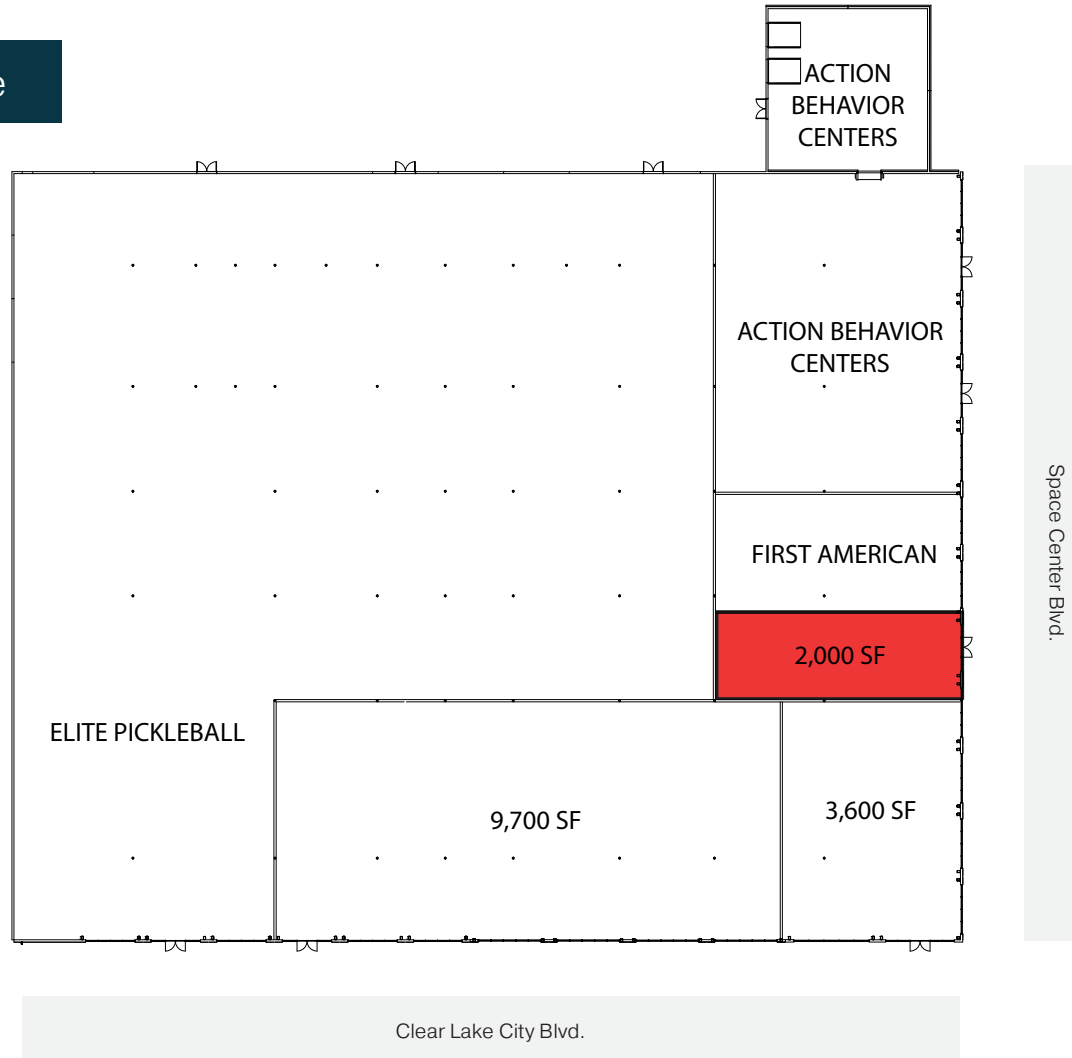 ACTION
BEHAVIOR
CENTERS
ACTION BEHAVIOR
CENTERS
FIRST AMERICAN
2,000 SF
ELITE PICKLEBALL
9,700 SF
3,600 SF
Space Center Blvd.
Clear Lake City Blvd.